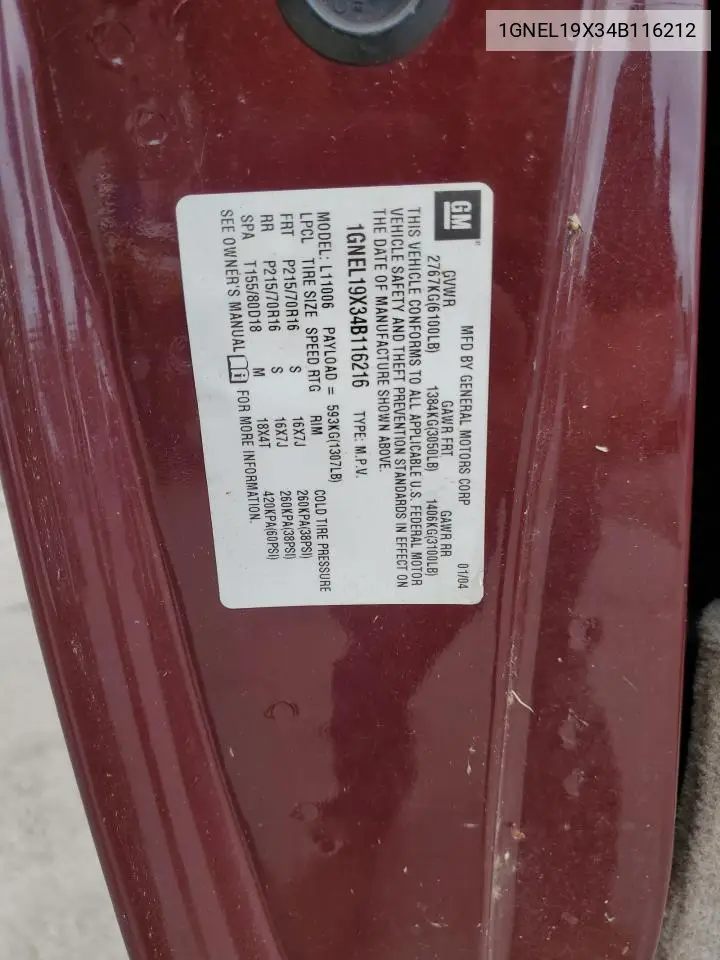 1GNEL19X34B116212
GM
MFD BY GENERAL MOTORS CORP 01/04
GVWR GAWR FRT GAWR RR
2767KG(6100LB) 1384KG(3050LB) 1406KG(3100LB)
THIS VEHICLE CONFORMS TO ALL APPLICABLE U.S. FEDERAL MOTOR
VEHICLE SAFETY AND THEFT PREVENTION STANDARDS IN EFFECT ON
THE DATE OF MANUFACTURE SHOWN ABOVE.
1GNEL19X34B116216 TYPE: M.P.V.
MODEL: L11006 PAYLOAD = 593KG(1307LB)
LPCL TIRE SIZE SPEED RTG RIM COLD TIRE PRESSURE
FRT P215/70R16 S 16X7J 260KPA(38PSI)
RR P215/70R16 S 16X7J 260KPA(38PSI)
SPA T155/80D18 M 18X4T 420KPA(60PSI)
SEE OWNER'S MANUAL FOR MORE INFORMATION.